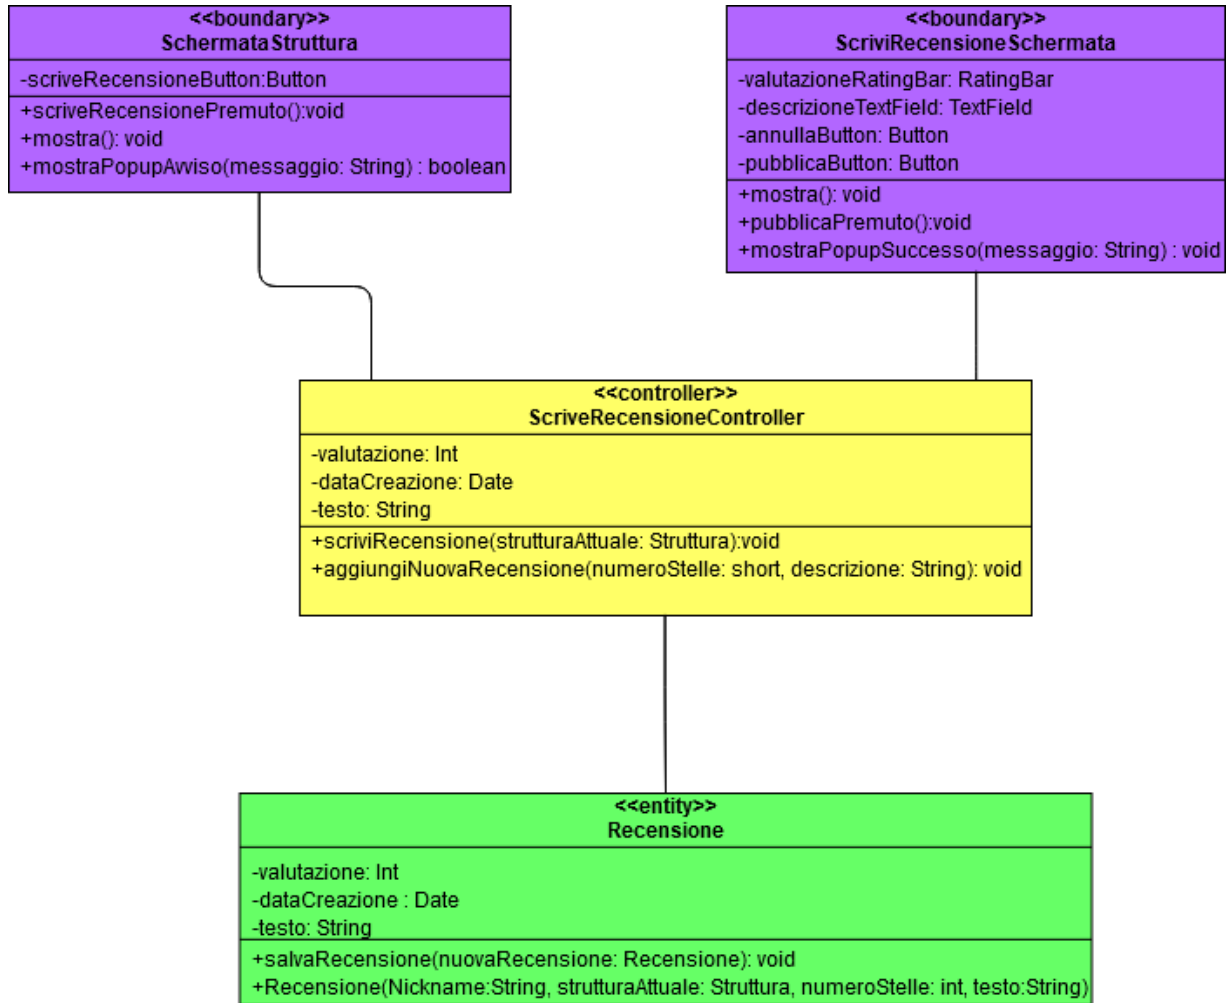 <<boundary>>
SchermataStruttura
-scriveRecensioneButton:Button
+scriveRecensionePremuto():void
+mostra(): void
+mostraPopupAvviso(messaggio: String) : boolean
<<boundary>>
ScriviRecensioneSchermata
-valutazioneRatingBar: RatingBar
-descrizioneTextField: TextField
-annullaButton: Button
-pubblicaButton: Button
+mostra(): void
+pubblicaPremuto():void
+mostraPopupSuccesso(messaggio: String) : void
<<controller>>
ScriveRecensioneController
-valutazione: Int
-dataCreazione: Date
-testo: String
+scriviRecensione(strutturaAttuale: Struttura):void
+aggiungiNuovaRecensione(numeroStelle: short, descrizione: String): void
<<entity>>
Recensione
-valutazione: Int
-dataCreazione : Date
-testo: String
+salvaRecensione(nuovaRecensione: Recensione): void
+Recensione(Nickname:String, strutturaAttuale: Struttura, numeroStelle: int, testo:String)